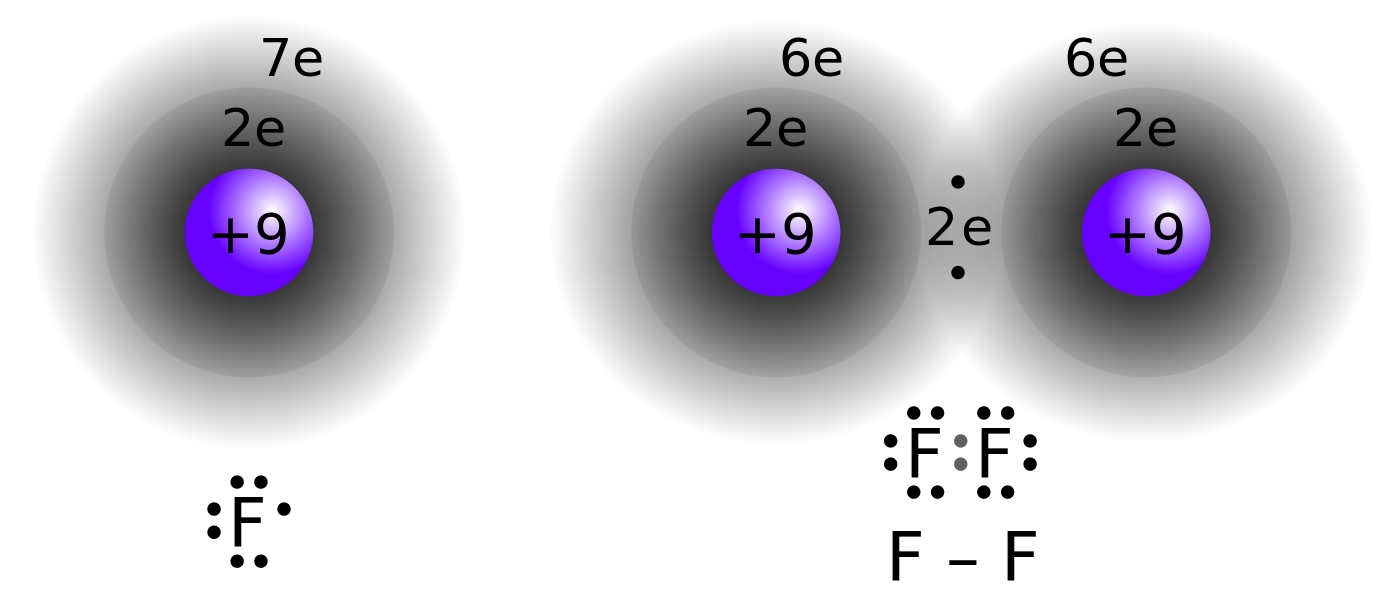 7e
2e
+9
F
6e 6e
2e 2e
+9 2e +9
F F
F – F